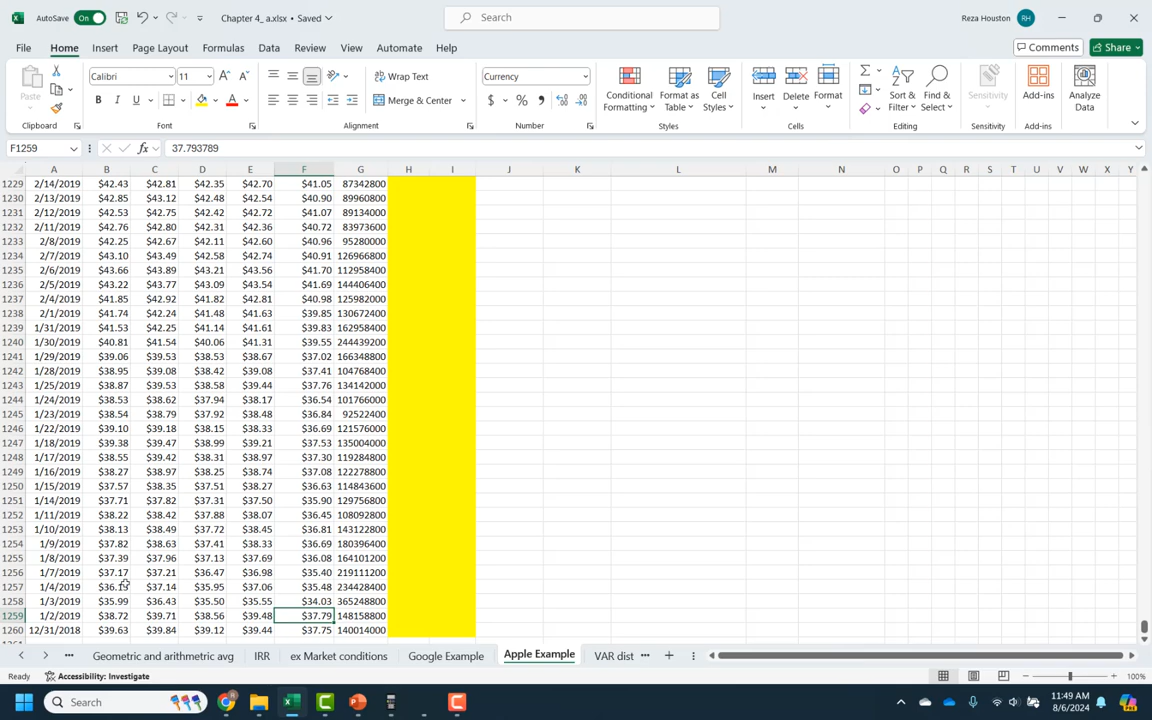 AutoSave On Chapter 4_ a.xlsx • Saved Search Reza Houston RH
File Home Insert Page Layout Formulas Data Review View Automate Help Comments Share
Paste Calibri 11 Wrap Text Currency Conditional Formatting Format as Table Cell Styles Insert Delete Format Sort & Filter Find & Select Sensitivity Add-ins Analyze Data
B I U Merge & Center $ % 9
Clipboard Font Alignment Number Styles Cells Editing Sensitivity Add-ins
F1259 fx 37.793789
A B C D E F G H I J K L M N O P Q R S T U V W X Y
1229 2/14/2019 $42.43 $42.81 $42.35 $42.70 $41.05 87342800
1230 2/13/2019 $42.85 $43.12 $42.48 $42.54 $40.90 89960800
1231 2/12/2019 $42.53 $42.75 $42.42 $42.72 $41.07 89134000
1232 2/11/2019 $42.76 $42.80 $42.31 $42.36 $40.72 83973600
1233 2/8/2019 $42.25 $42.67 $42.11 $42.60 $40.96 95280000
1234 2/7/2019 $43.10 $43.49 $42.58 $42.74 $40.91 126966800
1235 2/6/2019 $43.66 $43.89 $43.21 $43.56 $41.70 112958400
1236 2/5/2019 $43.22 $43.77 $43.09 $43.54 $41.69 144406400
1237 2/4/2019 $41.85 $42.92 $41.82 $42.81 $40.98 125982000
1238 2/1/2019 $41.74 $42.24 $41.48 $41.63 $39.85 130672400
1239 1/31/2019 $41.53 $42.25 $41.14 $41.61 $39.83 162958400
1240 1/30/2019 $40.81 $41.54 $40.06 $41.31 $39.55 244439200
1241 1/29/2019 $39.06 $39.53 $38.53 $38.67 $37.02 166348800
1242 1/28/2019 $38.95 $39.08 $38.42 $39.08 $37.41 104768400
1243 1/25/2019 $38.87 $39.53 $38.58 $39.44 $37.76 134142000
1244 1/24/2019 $38.53 $38.62 $37.94 $38.17 $36.54 101766000
1245 1/23/2019 $38.54 $38.79 $37.92 $38.48 $36.84 92522400
1246 1/22/2019 $39.10 $39.18 $38.15 $38.33 $36.69 121576000
1247 1/18/2019 $39.38 $39.47 $38.99 $39.21 $37.53 135004000
1248 1/17/2019 $38.55 $39.42 $38.31 $38.97 $37.30 119284800
1249 1/16/2019 $38.27 $38.97 $38.25 $38.74 $37.08 122278800
1250 1/15/2019 $37.57 $38.35 $37.51 $38.27 $36.63 114843600
1251 1/14/2019 $37.71 $37.82 $37.31 $37.50 $35.90 129756800
1252 1/11/2019 $38.22 $38.42 $37.88 $38.07 $36.45 108092800
1253 1/10/2019 $38.13 $38.49 $37.72 $38.45 $36.81 143122800
1254 1/9/2019 $37.82 $38.63 $37.41 $38.33 $36.69 180396400
1255 1/8/2019 $37.39 $37.96 $37.13 $37.69 $36.08 164101200
1256 1/7/2019 $37.17 $37.21 $36.47 $36.98 $35.40 219111200
1257 1/4/2019 $37.14 $35.95 $37.06 $35.48 234428400
1258 1/3/2019 $35.99 $36.43 $35.50 $35.55 $34.03 365248800
1259 1/2/2019 $38.72 $39.71 $38.56 $39.48 $37.79 148158800
1260 12/31/2018 $39.63 $39.84 $39.12 $39.44 $37.75 140014000
Geometric and arithmetric avg IRR ex Market conditions Google Example Apple Example VAR dist
Ready Accessibility: Investigate 100%
Search 11:49 AM
8/6/2024